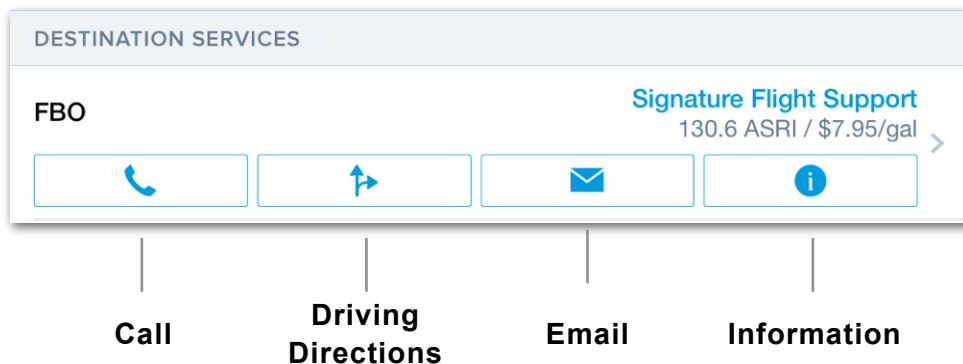 DESTINATION SERVICES
FBO
Signature Flight Support
130.6 ASRI / $7.95/gal
Call
Driving
Directions
Email
Information